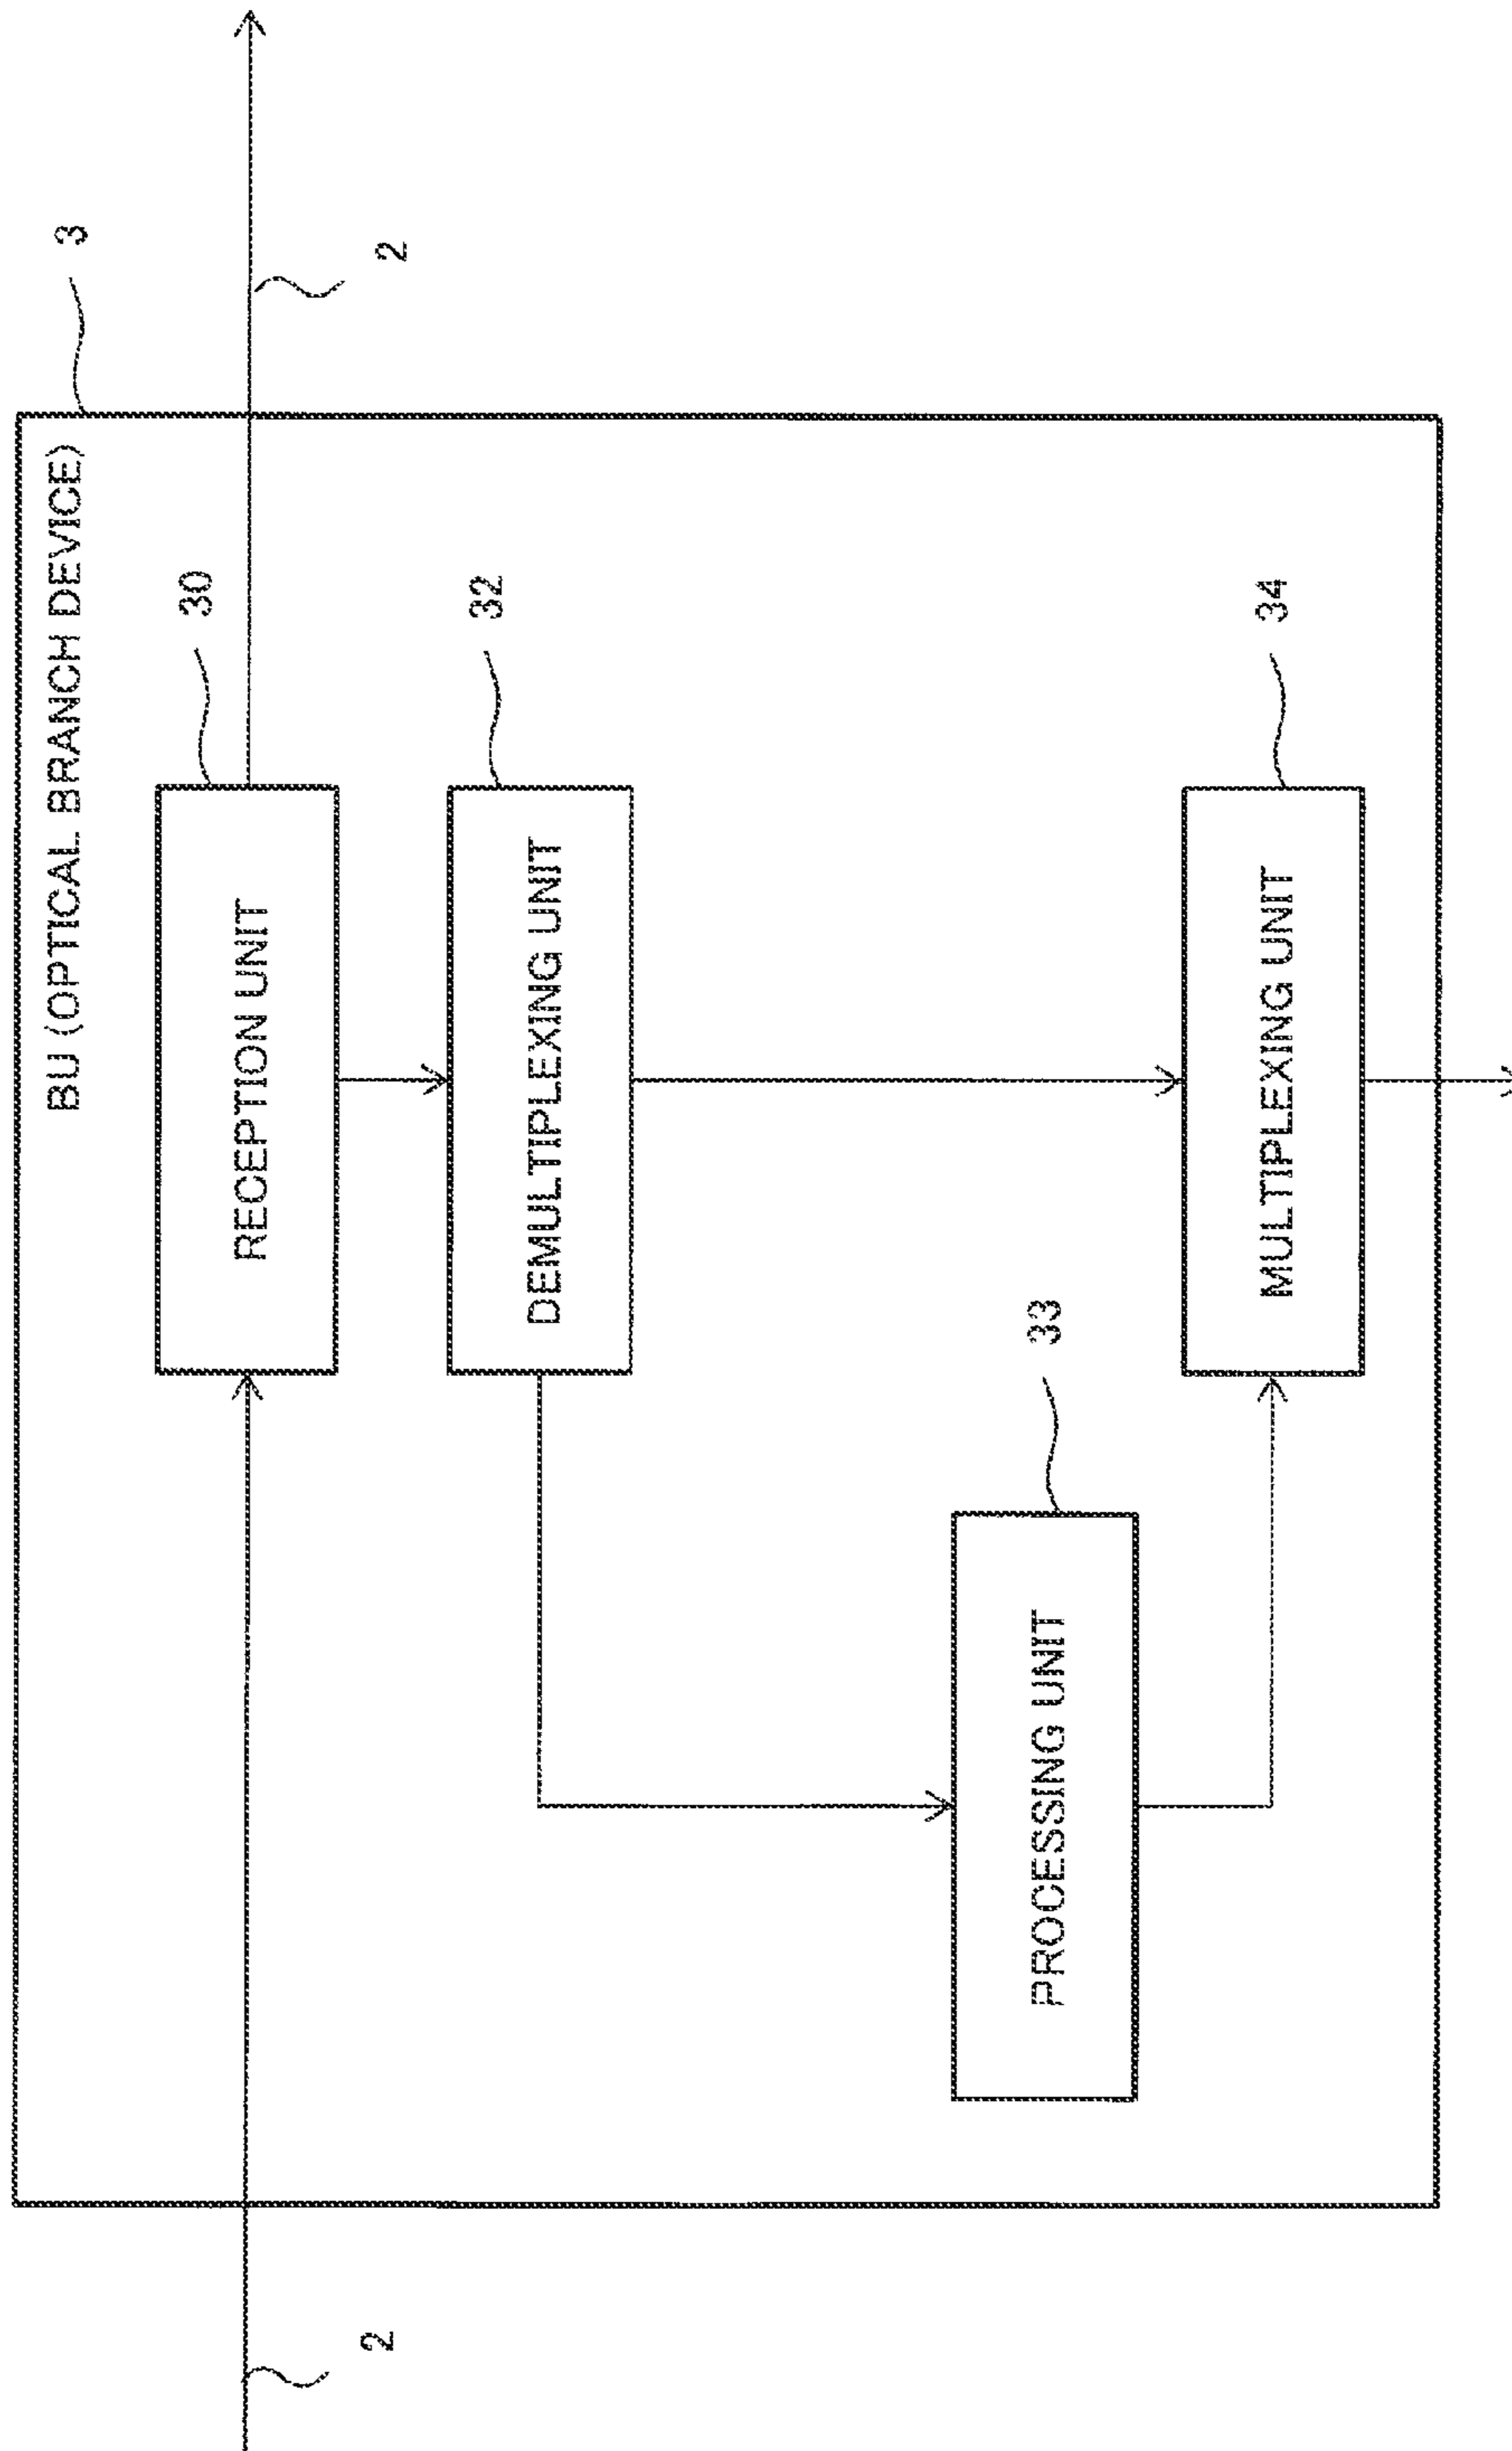 BU (OPTICAL BRANCH DEVICE)
3
2
30
RECEPTION UNIT
32
DEMULTIPLEXING UNIT
33
PROCESSING UNIT
34
MULTIPLEXING UNIT
2